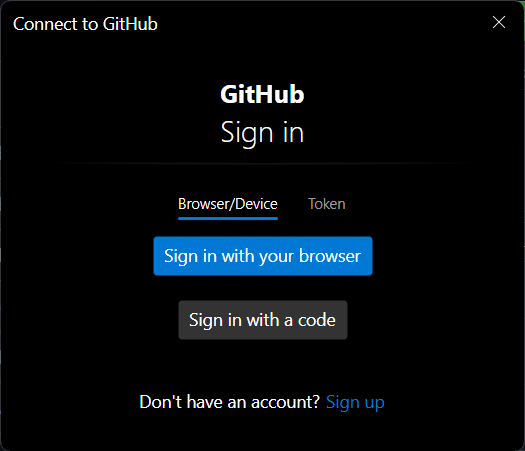 Connect to GitHub
GitHub
Sign in
Browser/Device Token
Sign in with your browser
Sign in with a code
Don't have an account? Sign up